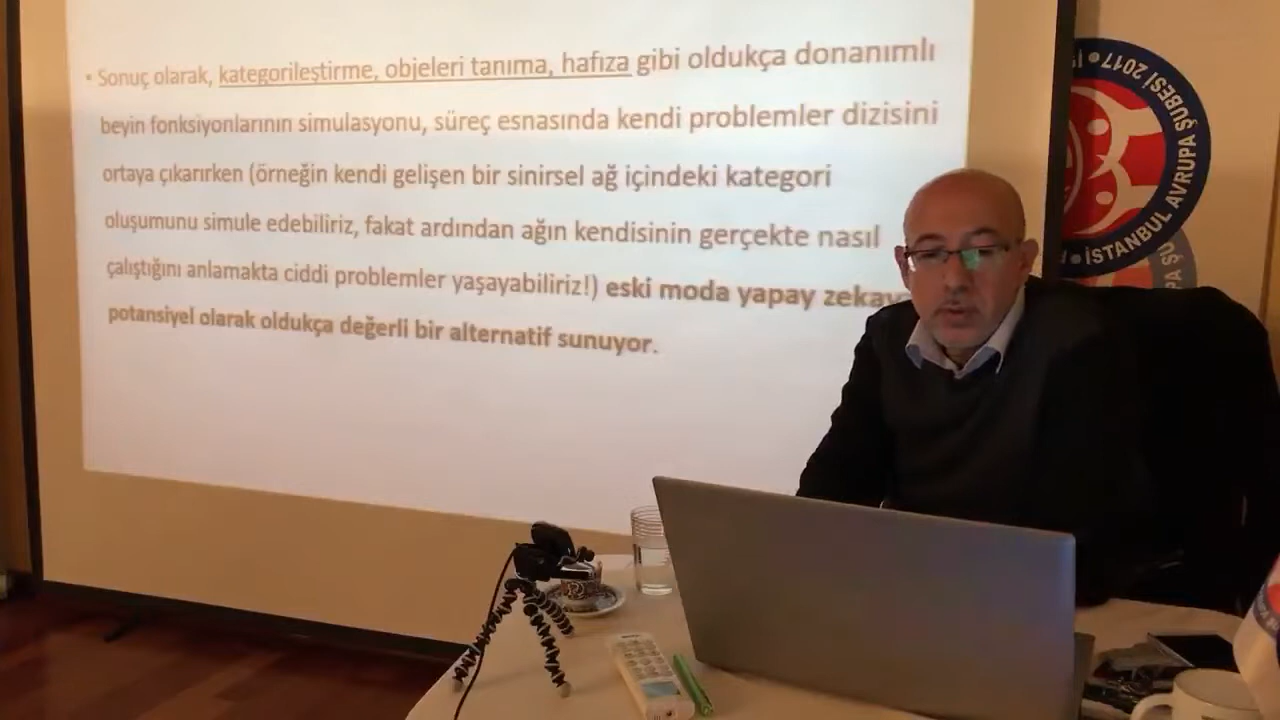 • Sonuç olarak, kategorileştirme, objeleri tanıma, hafıza gibi oldukça donanımlı
beyin fonksiyonlarının simulasyonu, süreç esnasında kendi problemler dizisini
ortaya çıkarırken (örneğin kendi gelişen bir sinirsel ağ içindeki kategori
oluşumunu simule edebiliriz, fakat ardından ağın kendisinin gerçekte nasıl
çalıştığını anlamakta ciddi problemler yaşayabiliriz!) eski moda yapay zekay
potansiyel olarak oldukça değerli bir alternatif sunuyor.
İSTANBUL AVRUPA ŞUBESİ 2017